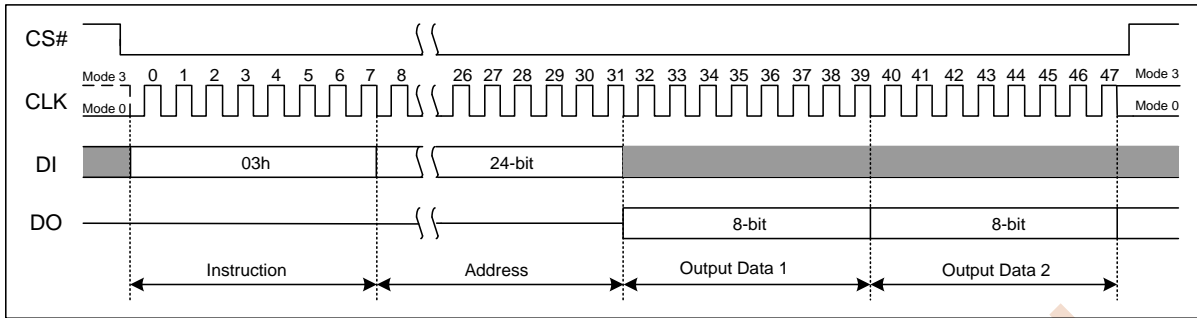 CS#
Mode 3 0 1 2 3 4 5 6 7 8 26 27 28 29 30 31 32 33 34 35 36 37 38 39 40 41 42 43 44 45 46 47 Mode 3
CLK Mode 0 Mode 0
DI 03h 24-bit
DO 8-bit 8-bit
Instruction Address Output Data 1 Output Data 2